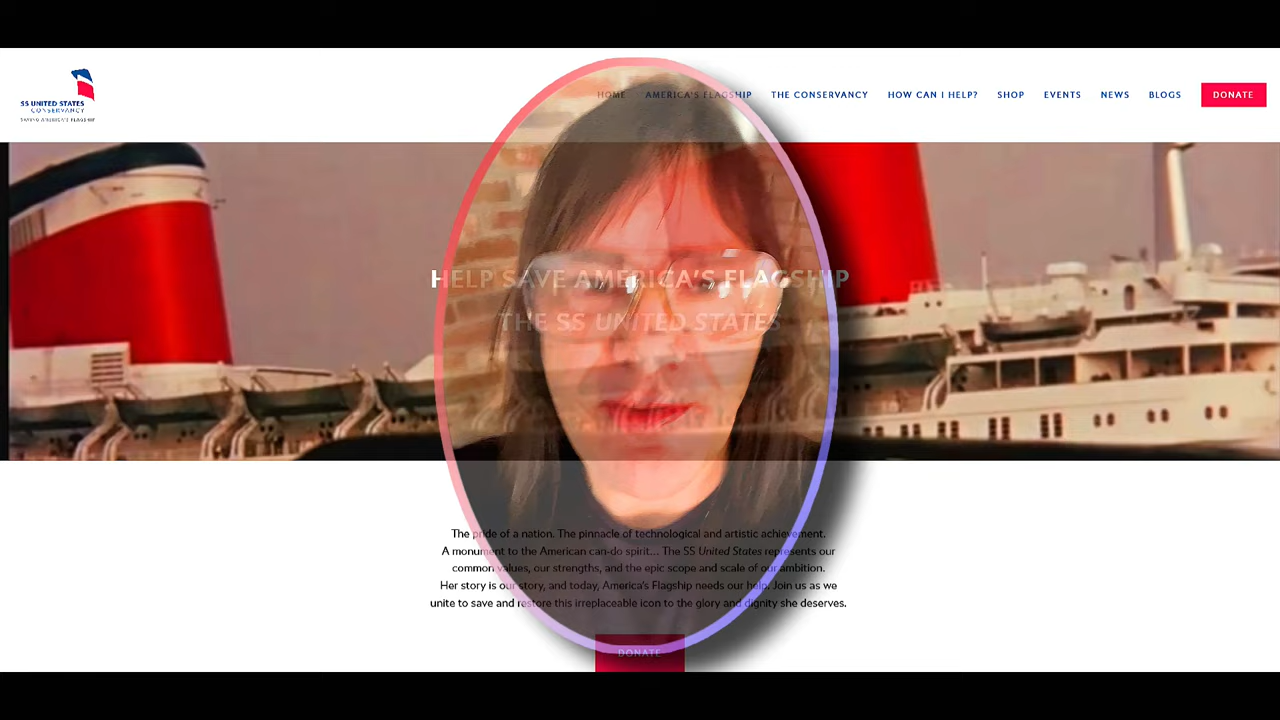 SS UNITED STATES
CONSERVANCY
SAVING AMERICA'S FLAGSHIP
HOME AMERICA'S FLAGSHIP THE CONSERVANCY HOW CAN I HELP? SHOP EVENTS NEWS BLOGS DONATE
HELP SAVE AMERICA'S FLAGSHIP
THE SS UNITED STATES
The pride of a nation. The pinnacle of technological and artistic achievement.
A monument to the American can-do spirit... The SS United States represents our
common values, our strengths, and the epic scope and scale of our ambition.
Her story is our story, and today, America's Flagship needs our help. Join us as we
unite to save and restore this irreplaceable icon to the glory and dignity she deserves.
DONATE